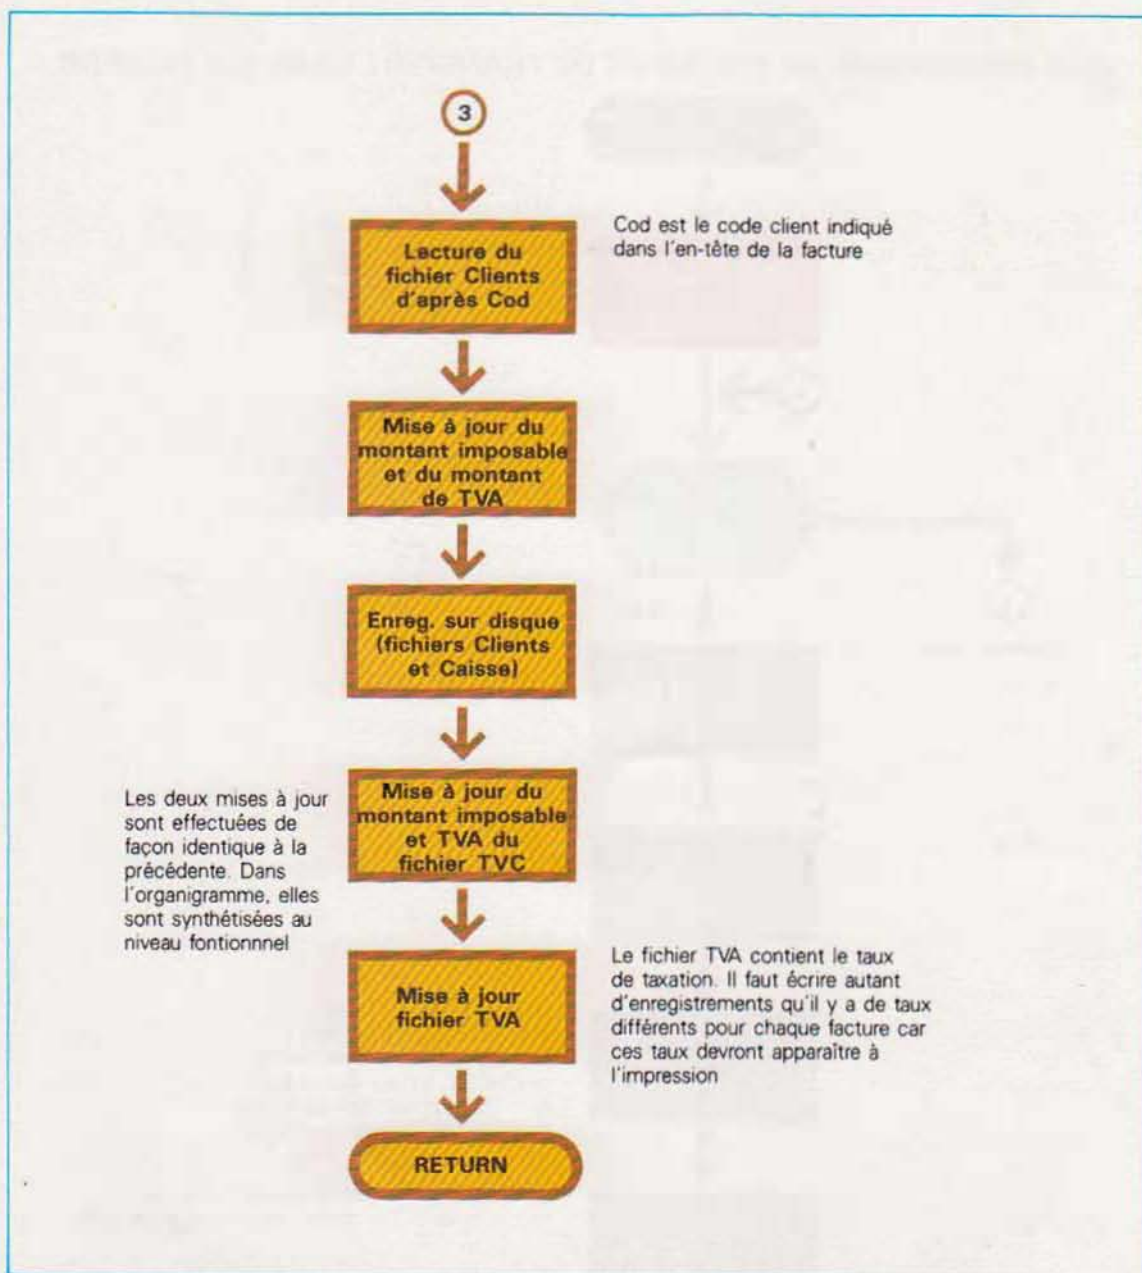 3
Lecture du
fichier Clients
d'après Cod
Cod est le code client indiqué
dans l'en-tête de la facture
Mise à jour du
montant imposable
et du montant
de TVA
Enreg. sur disque
(fichiers Clients
et Caisse)
Mise à jour du
montant imposable
et TVA du
fichier TVC
Les deux mises à jour
sont effectuées de
façon identique à la
précédente. Dans
l'organigramme, elles
sont synthétisées au
niveau fontionnnel
Mise à jour
fichier TVA
Le fichier TVA contient le taux
de taxation. Il faut écrire autant
d'enregistrements qu'il y a de taux
différents pour chaque facture car
ces taux devront apparaître à
l'impression
RETURN